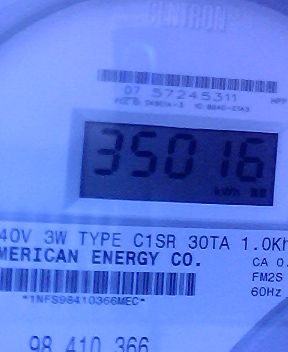 CENTRON
07 57245311
35016
kWh
40V 3W TYPE C1SR 30TA 1.0Kh
MERICAN ENERGY CO.
CA 0.
FM2S
*1NFS98410366MEC*
60Hz
98 410 366